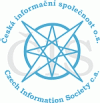 Česká informační společnost o.s.
Czech Information Society c.a.